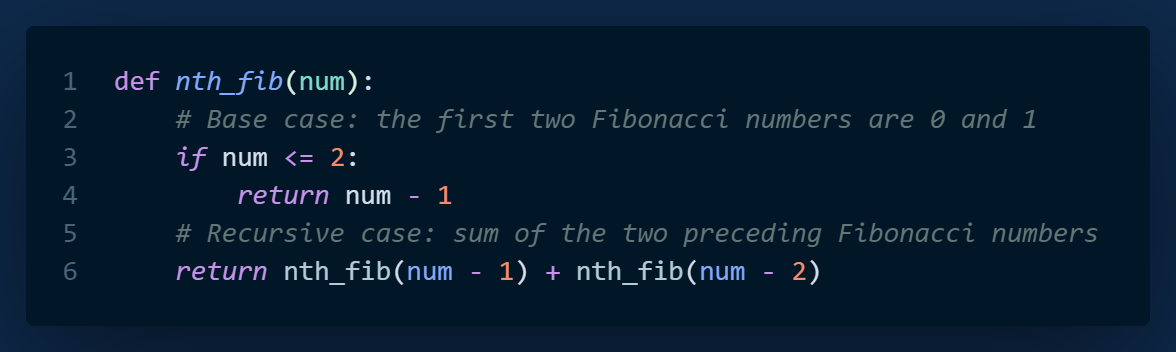 1 def nth_fib(num):
2     # Base case: the first two Fibonacci numbers are 0 and 1
3     if num <= 2:
4         return num - 1
5     # Recursive case: sum of the two preceding Fibonacci numbers
6     return nth_fib(num - 1) + nth_fib(num - 2)